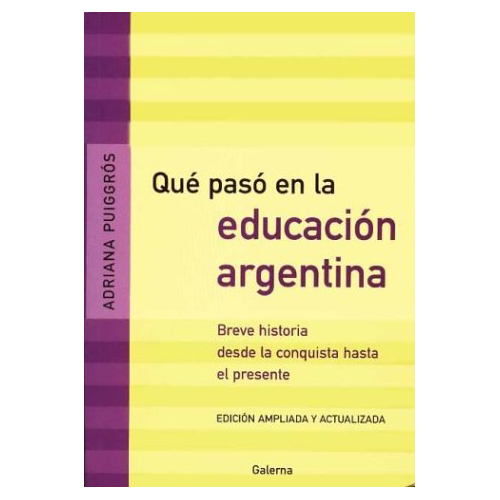 ADRIANA PUIGGRÓS
Qué pasó en la
educación
argentina
Breve historia
desde la conquista hasta
el presente
EDICIÓN AMPLIADA Y ACTUALIZADA
Galerna